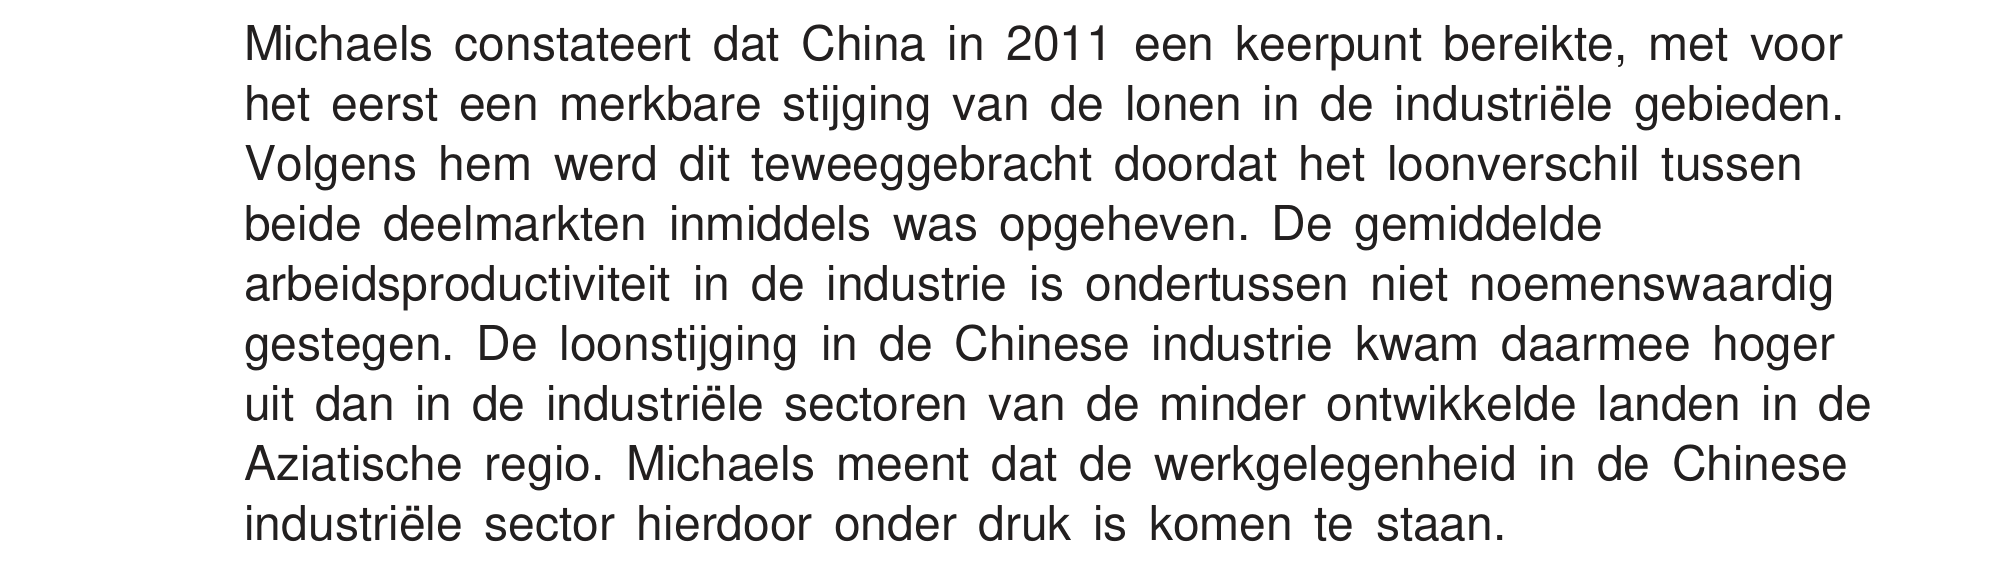 Michaels constateert dat China in 2011 een keerpunt bereikte, met voor
het eerst een merkbare stijging van de lonen in de industriële gebieden.
Volgens hem werd dit teweeggebracht doordat het loonverschil tussen
beide deelmarkten inmiddels was opgeheven. De gemiddelde
arbeidsproductiviteit in de industrie is ondertussen niet noemenswaardig
gestegen. De loonstijging in de Chinese industrie kwam daarmee hoger
uit dan in de industriële sectoren van de minder ontwikkelde landen in de
Aziatische regio. Michaels meent dat de werkgelegenheid in de Chinese
industriële sector hierdoor onder druk is komen te staan.